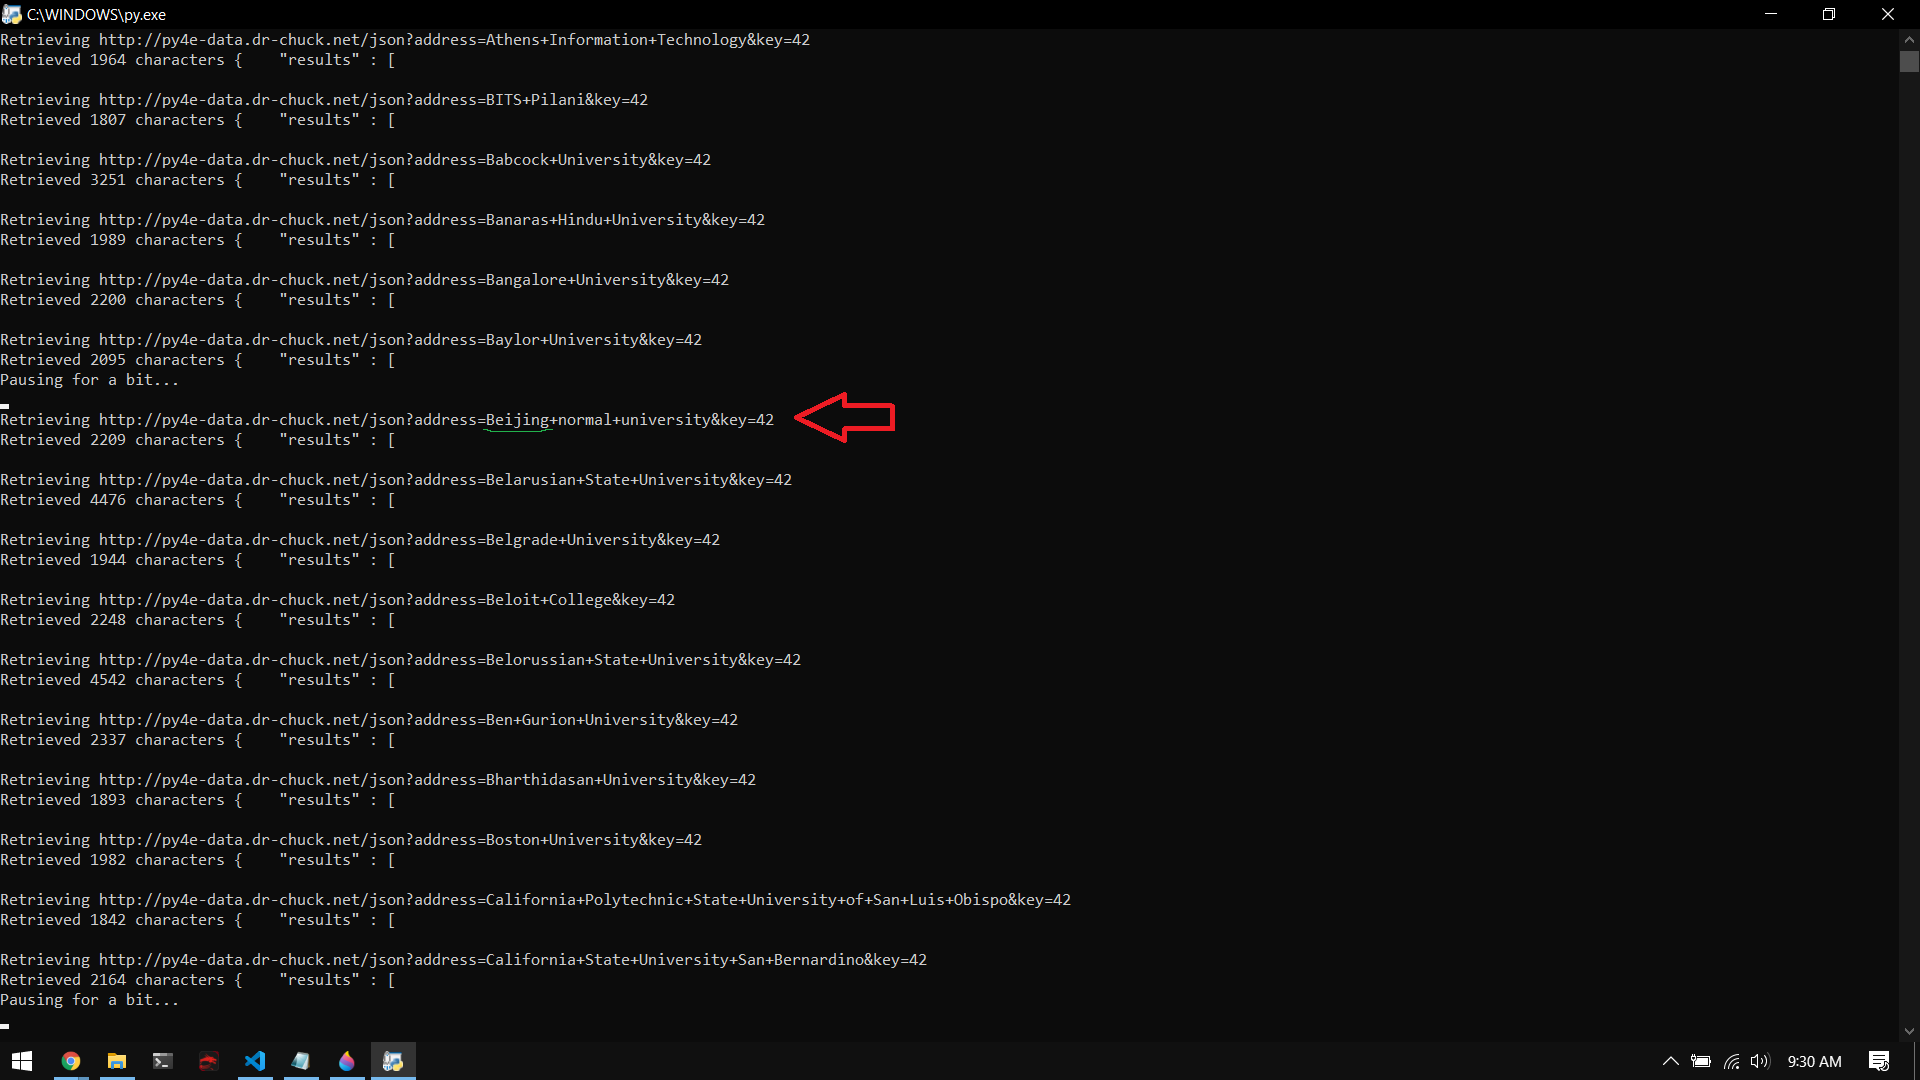 C:\WINDOWS\py.exe
Retrieving http://py4e-data.dr-chuck.net/json?address=Athens+Information+Technology&key=42
Retrieved 1964 characters {    "results" : [
Retrieving http://py4e-data.dr-chuck.net/json?address=BITS+Pilani&key=42
Retrieved 1807 characters {    "results" : [
Retrieving http://py4e-data.dr-chuck.net/json?address=Babcock+University&key=42
Retrieved 3251 characters {    "results" : [
Retrieving http://py4e-data.dr-chuck.net/json?address=Banaras+Hindu+University&key=42
Retrieved 1989 characters {    "results" : [
Retrieving http://py4e-data.dr-chuck.net/json?address=Bangalore+University&key=42
Retrieved 2200 characters {    "results" : [
Retrieving http://py4e-data.dr-chuck.net/json?address=Baylor+University&key=42
Retrieved 2095 characters {    "results" : [
Pausing for a bit...
Retrieving http://py4e-data.dr-chuck.net/json?address=Beijing+normal+university&key=42
Retrieved 2209 characters {    "results" : [
Retrieving http://py4e-data.dr-chuck.net/json?address=Belarusian+State+University&key=42
Retrieved 4476 characters {    "results" : [
Retrieving http://py4e-data.dr-chuck.net/json?address=Belgrade+University&key=42
Retrieved 1944 characters {    "results" : [
Retrieving http://py4e-data.dr-chuck.net/json?address=Beloit+College&key=42
Retrieved 2248 characters {    "results" : [
Retrieving http://py4e-data.dr-chuck.net/json?address=Belorussian+State+University&key=42
Retrieved 4542 characters {    "results" : [
Retrieving http://py4e-data.dr-chuck.net/json?address=Ben+Gurion+University&key=42
Retrieved 2337 characters {    "results" : [
Retrieving http://py4e-data.dr-chuck.net/json?address=Bharthidasan+University&key=42
Retrieved 1893 characters {    "results" : [
Retrieving http://py4e-data.dr-chuck.net/json?address=Boston+University&key=42
Retrieved 1982 characters {    "results" : [
Retrieving http://py4e-data.dr-chuck.net/json?address=California+Polytechnic+State+University+of+San+Luis+Obispo&key=42
Retrieved 1842 characters {    "results" : [
Retrieving http://py4e-data.dr-chuck.net/json?address=California+State+University+San+Bernardino&key=42
Retrieved 2164 characters {    "results" : [
Pausing for a bit...
9:30 AM